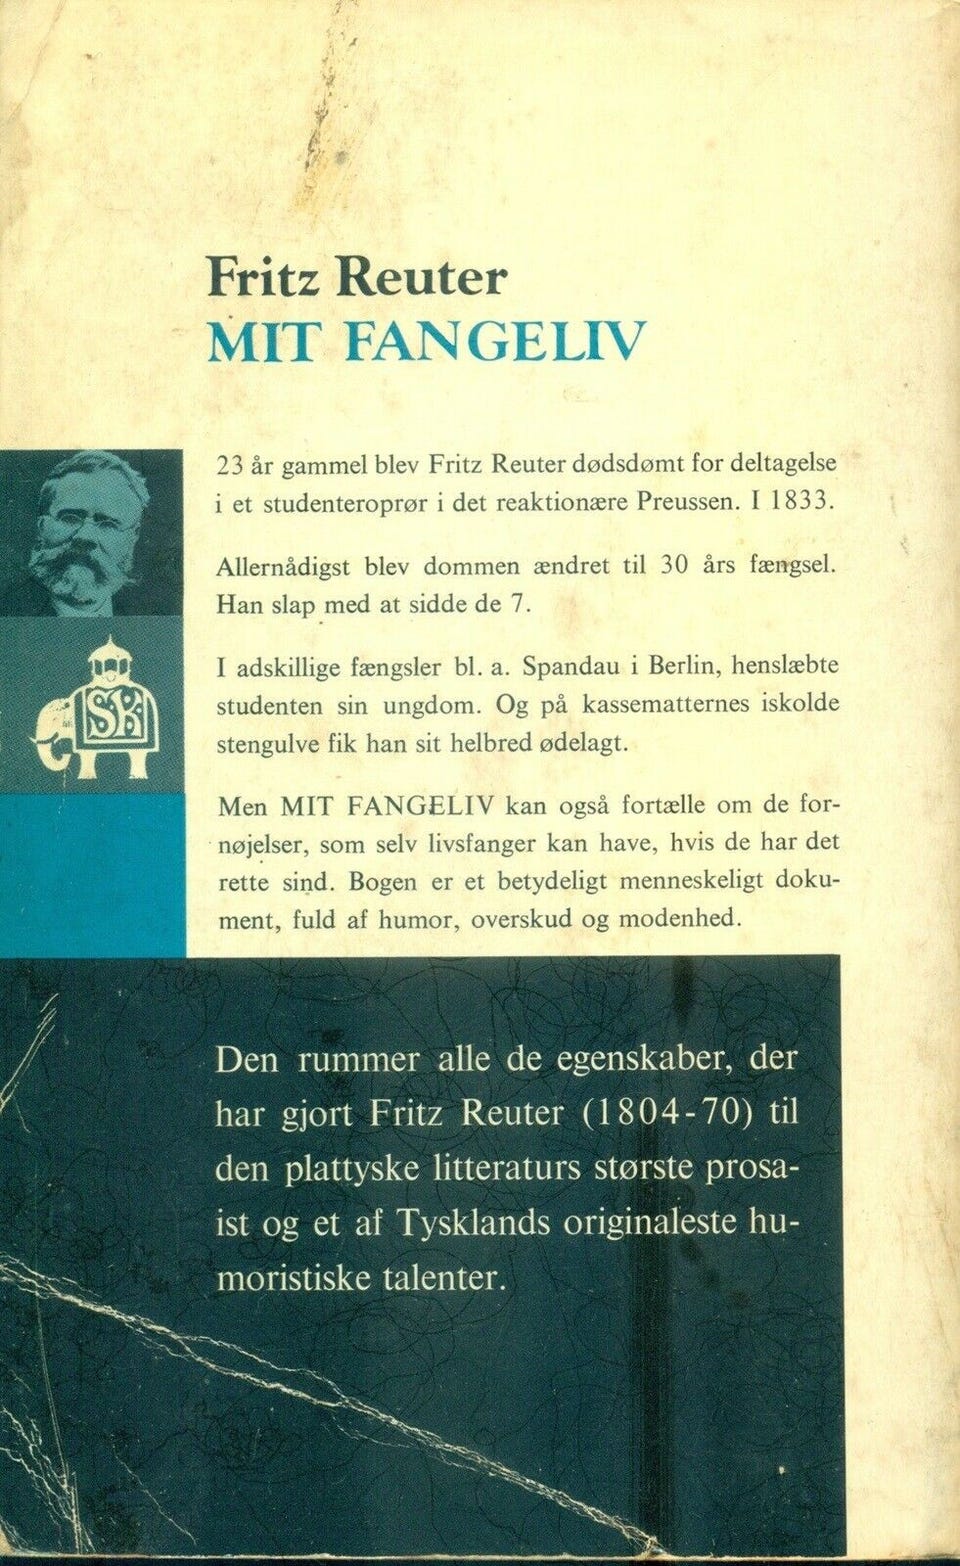 Fritz Reuter
MIT FANGELIV
23 år gammel blev Fritz Reuter dødsdømt for deltagelse
i et studenteroprør i det reaktionære Preussen. I 1833.
Allernådigst blev dommen ændret til 30 års fængsel.
Han slap med at sidde de 7.
I adskillige fængsler bl. a. Spandau i Berlin, henslæbte
studenten sin ungdom. Og på kassematternes iskolde
stengulve fik han sit helbred ødelagt.
SK
Men MIT FANGELIV kan også fortælle om de for-
nøjelser, som selv livsfanger kan have, hvis de har det
rette sind. Bogen er et betydeligt menneskeligt doku-
ment, fuld af humor, overskud og modenhed.
Den rummer alle de egenskaber, der
har gjort Fritz Reuter (1804-70) til
den plattyske litteraturs største prosa-
ist og et af Tysklands originaleste hu-
moristiske talenter.